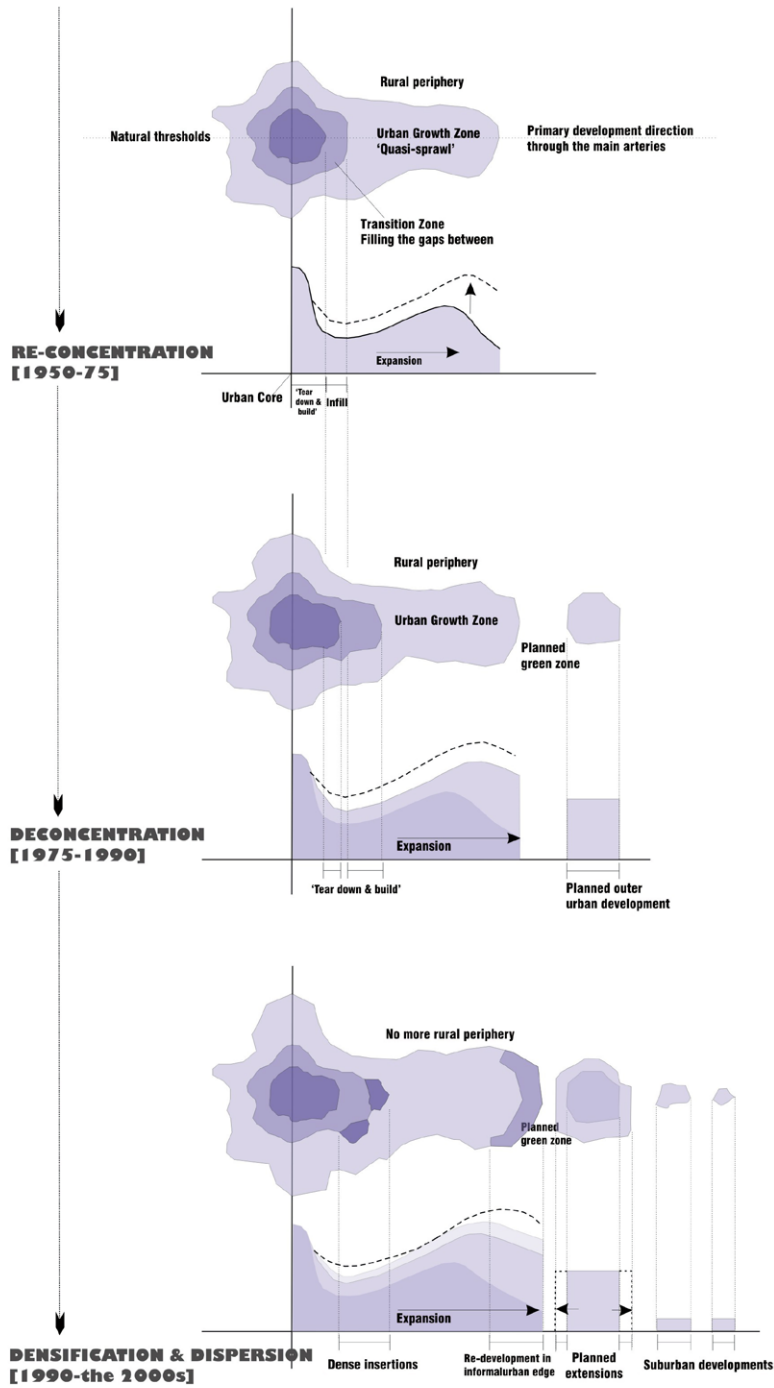 Rural periphery
Natural thresholds
Urban Growth Zone
'Quasi-sprawl'
Primary development direction
through the main arteries
Transition Zone
Filling the gaps between
Expansion
RE-CONCENTRATION
[1950-75]
Urban Core
'Tear
down &
build'
Infill
Rural periphery
Urban Growth Zone
Planned
green zone
Expansion
DECONCENTRATION
[1975-1990]
'Tear down & build'
Planned outer
urban development
No more rural periphery
Planned
green zone
Expansion
DENSIFICATION & DISPERSION
[1990-the 2000s]
Dense insertions
Re-development in
informalurban edge
Planned
extensions
Suburban developments